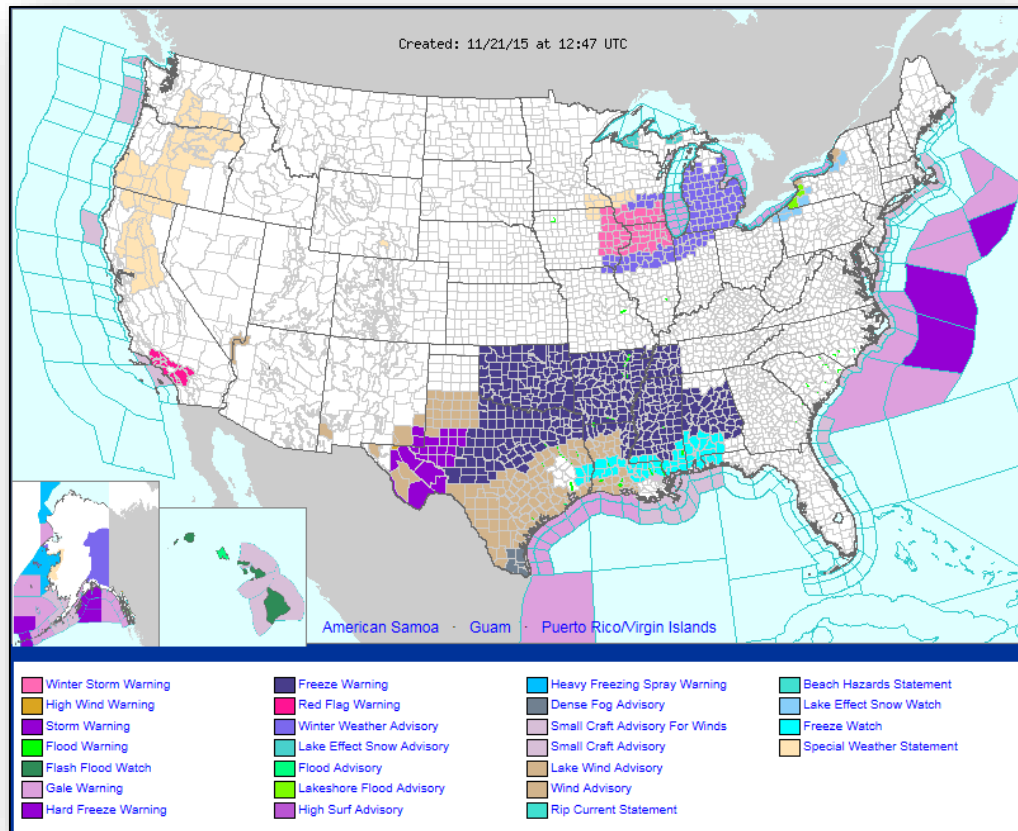 Created: 11/21/15 at 12:47 UTC
American Samoa · Guam · Puerto Rico/Virgin Islands
Winter Storm Warning
High Wind Warning
Storm Warning
Flood Warning
Flash Flood Watch
Gale Warning
Hard Freeze Warning
Freeze Warning
Red Flag Warning
Winter Weather Advisory
Lake Effect Snow Advisory
Flood Advisory
Lakeshore Flood Advisory
High Surf Advisory
Heavy Freezing Spray Warning
Dense Fog Advisory
Small Craft Advisory For Winds
Small Craft Advisory
Lake Wind Advisory
Wind Advisory
Rip Current Statement
Beach Hazards Statement
Lake Effect Snow Watch
Freeze Watch
Special Weather Statement